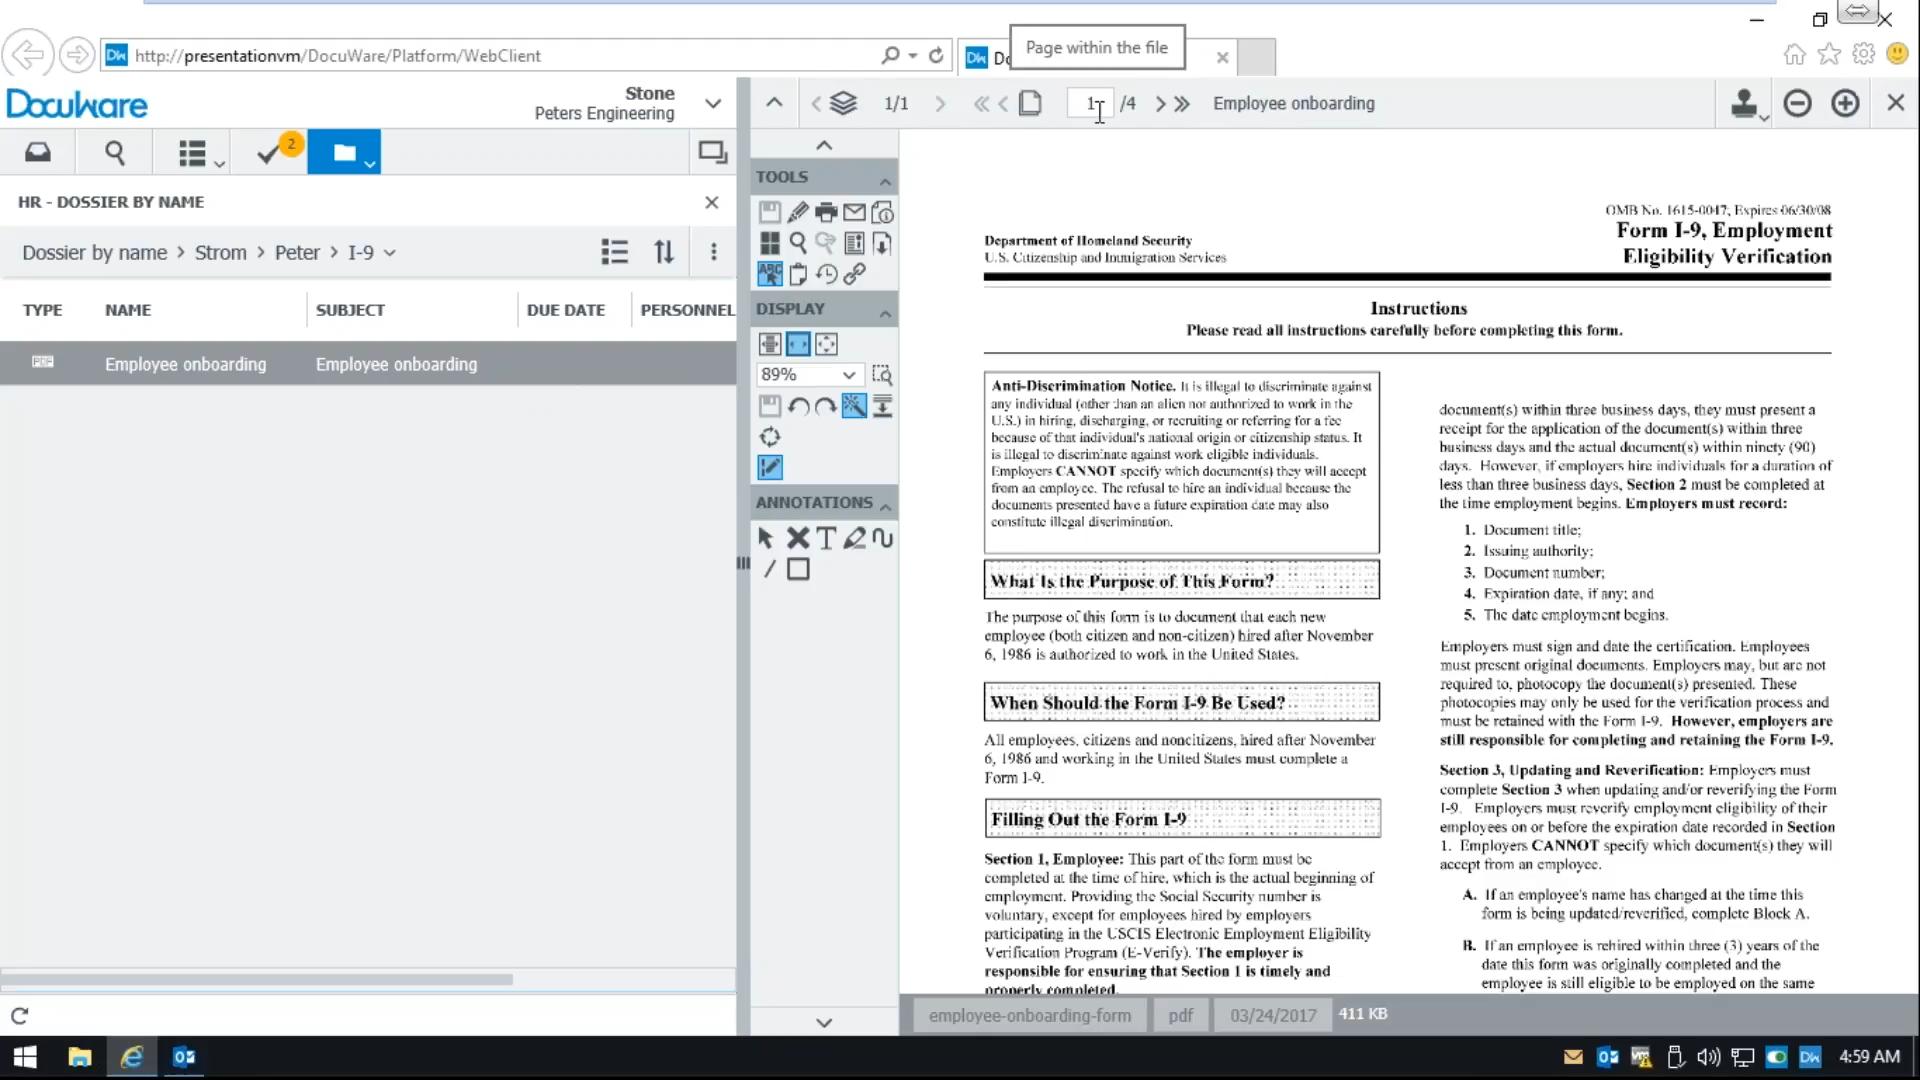 Page within the file
http://presentationvm/DocuWare/Platform/WebClient
DW
DW
Do
DocuWare
Stone
Peters Engineering
1/1
1
/4
Employee onboarding
2
HR - DOSSIER BY NAME
Dossier by name > Strom > Peter > I-9
TYPE
NAME
SUBJECT
DUE DATE
PERSONNEL
PDF
Employee onboarding
Employee onboarding
TOOLS
ABC
DISPLAY
89%
ANNOTATIONS
T
OMB No. 1615-0047; Expires 06/30/08
Department of Homeland Security
U.S. Citizenship and Immigration Services
Form I-9, Employment
Eligibility Verification
Instructions
Please read all instructions carefully before completing this form.
Anti-Discrimination Notice. It is illegal to discriminate against
any individual (other than an alien not authorized to work in the
U.S.) in hiring, discharging, or recruiting or referring for a fee
because of that individual's national origin or citizenship status. It
is illegal to discriminate against work eligible individuals.
Employers CANNOT specify which document(s) they will accept
from an employee. The refusal to hire an individual because the
documents presented have a future expiration date may also
constitute illegal discrimination.
What Is the Purpose of This Form?
The purpose of this form is to document that each new
employee (both citizen and non-citizen) hired after November
6, 1986 is authorized to work in the United States.
When Should the Form I-9 Be Used?
All employees, citizens and noncitizens, hired after November
6, 1986 and working in the United States must complete a
Form I-9.
Filling Out the Form I-9
Section 1, Employee: This part of the form must be
completed at the time of hire, which is the actual beginning of
employment. Providing the Social Security number is
voluntary, except for employees hired by employers
participating in the USCIS Electronic Employment Eligibility
Verification Program (E-Verify). The employer is
responsible for ensuring that Section 1 is timely and
properly completed.
document(s) within three business days, they must present a
receipt for the application of the document(s) within three
business days and the actual document(s) within ninety (90)
days. However, if employers hire individuals for a duration of
less than three business days, Section 2 must be completed at
the time employment begins. Employers must record:
1. Document title;
2. Issuing authority;
3. Document number;
4. Expiration date, if any; and
5. The date employment begins.
Employers must sign and date the certification. Employees
must present original documents. Employers may, but are not
required to, photocopy the document(s) presented. These
photocopies may only be used for the verification process and
must be retained with the Form I-9. However, employers are
still responsible for completing and retaining the Form I-9.
Section 3, Updating and Reverification: Employers must
complete Section 3 when updating and/or reverifying the Form
I-9. Employers must reverify employment eligibility of their
employees on or before the expiration date recorded in Section
1. Employers CANNOT specify which document(s) they will
accept from an employee.
A. If an employee's name has changed at the time this
form is being updated/reverified, complete Block A.
B. If an employee is rehired within three (3) years of the
date this form was originally completed and the
employee is still eligible to be employed on the same
employee-onboarding-form
pdf
03/24/2017
411 KB
DW
4:59 AM